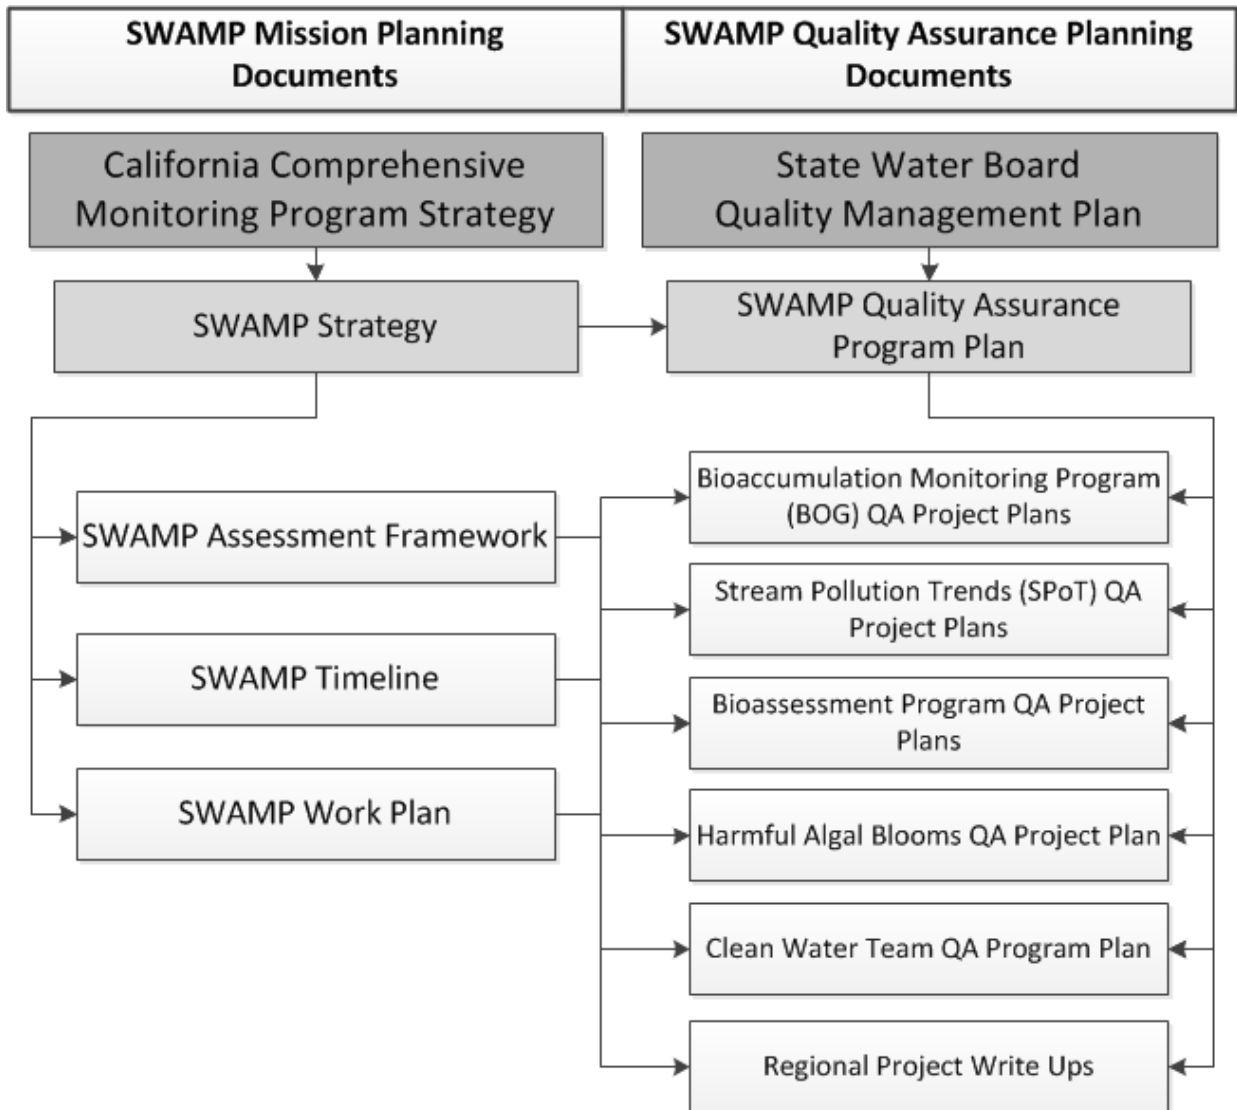 SWAMP Mission Planning
Documents
SWAMP Quality Assurance Planning
Documents
California Comprehensive
Monitoring Program Strategy
State Water Board
Quality Management Plan
SWAMP Strategy
SWAMP Quality Assurance
Program Plan
SWAMP Assessment Framework
SWAMP Timeline
SWAMP Work Plan
Bioaccumulation Monitoring Program
(BOG) QA Project Plans
Stream Pollution Trends (SPoT) QA
Project Plans
Bioassessment Program QA Project
Plans
Harmful Algal Blooms QA Project Plan
Clean Water Team QA Program Plan
Regional Project Write Ups